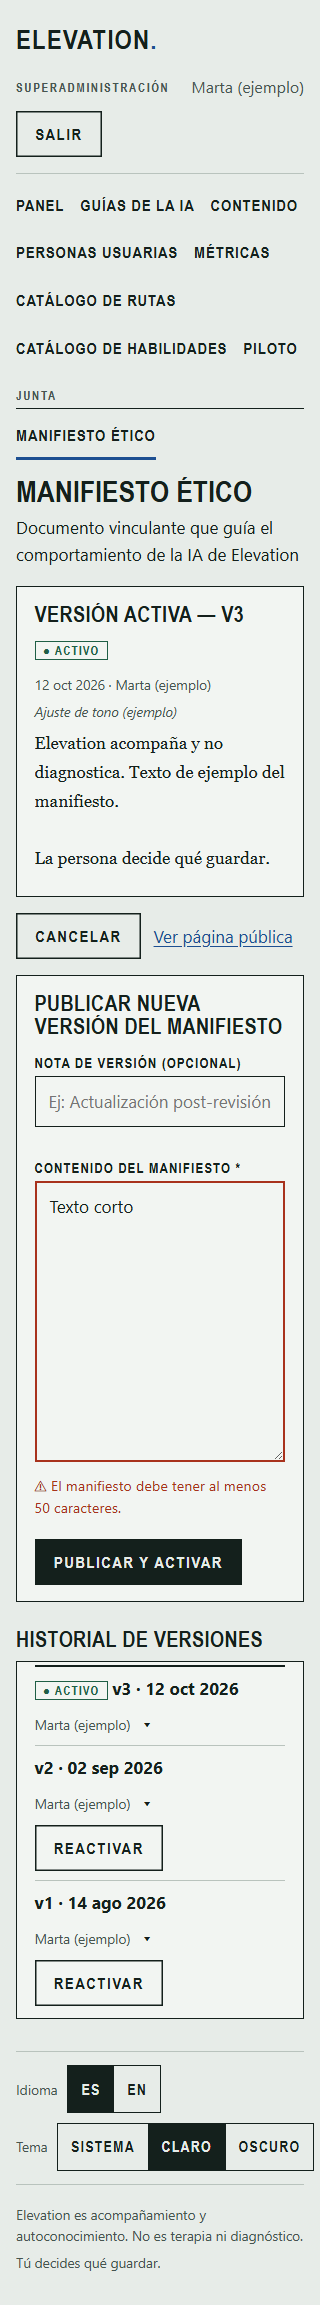 ELEVATION.
SUPERADMINISTRACIÓN Marta (ejemplo)
SALIR
PANEL GUÍAS DE LA IA CONTENIDO
PERSONAS USUARIAS MÉTRICAS
CATÁLOGO DE RUTAS
CATÁLOGO DE HABILIDADES PILOTO
JUNTA
MANIFIESTO ÉTICO
MANIFIESTO ÉTICO
Documento vinculante que guía el
comportamiento de la IA de Elevation
VERSIÓN ACTIVA — V3
● ACTIVO
12 oct 2026 · Marta (ejemplo)
Ajuste de tono (ejemplo)
Elevation acompaña y no
diagnostica. Texto de ejemplo del
manifiesto.
La persona decide qué guardar.
CANCELAR Ver página pública
PUBLICAR NUEVA
VERSIÓN DEL MANIFIESTO
NOTA DE VERSIÓN (OPCIONAL)
Ej: Actualización post-revisión
CONTENIDO DEL MANIFIESTO *
Texto corto
⚠ El manifiesto debe tener al menos
50 caracteres.
PUBLICAR Y ACTIVAR
HISTORIAL DE VERSIONES
● ACTIVO v3 · 12 oct 2026
Marta (ejemplo) ▾
v2 · 02 sep 2026
Marta (ejemplo) ▾
REACTIVAR
v1 · 14 ago 2026
Marta (ejemplo) ▾
REACTIVAR
Idioma ES EN
Tema SISTEMA CLARO OSCURO
Elevation es acompañamiento y
autoconocimiento. No es terapia ni diagnóstico.
Tú decides qué guardar.